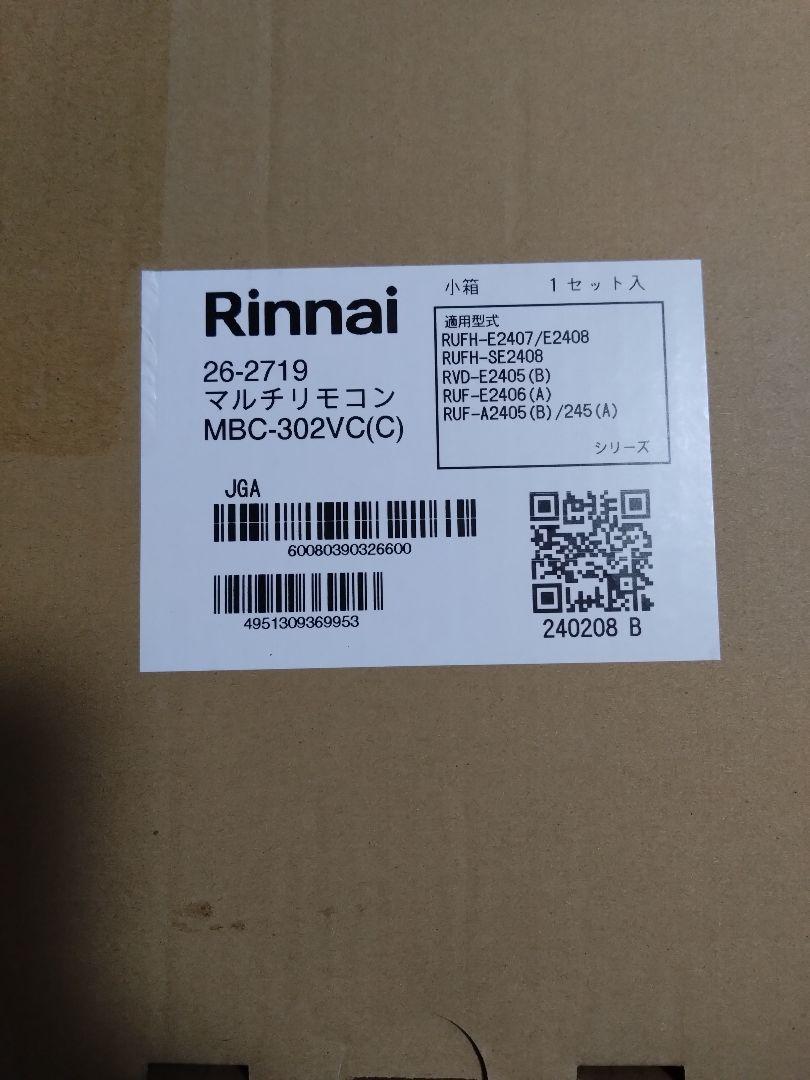 Rinnai
26-2719
マルチリモコン
MBC-302VC(C)
小箱 1セット入
適用型式
RUFH-E2407/E2408
RUFH-SE2408
RVD-E2405(B)
RUF-E2406(A)
RUF-A2405(B)/245(A)
シリーズ
JGA
60080390326600
4951309369953
240208 B